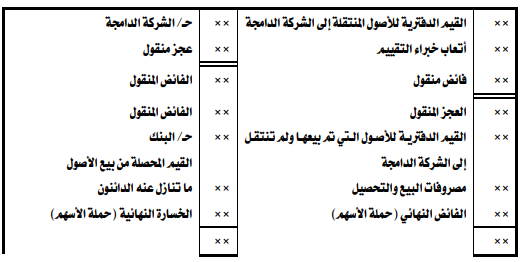 ×× القيم الدفترية للأصول المنتقلة إلى الشركة الدامجة ×× حـ/ الشركة الدامجة
×× أتعاب خبراء التقييم ×× عجز منقول
×× فائض منقول ×× الفائض المنقول
×× العجز المنقول ×× الفائض المنقول
×× القيم الدفترية للأصول التي تم بيعها ولم تنتقل ×× حـ/ البنك
إلى الشركة الدامجة القيم المحصلة من بيع الأصول
×× مصروفات البيع والتحصيل ×× ما تنازل عنه الدائنون
×× الفائض النهائي (حملة الأسهم) ×× الخسارة النهائية (حملة الأسهم)
×× ××